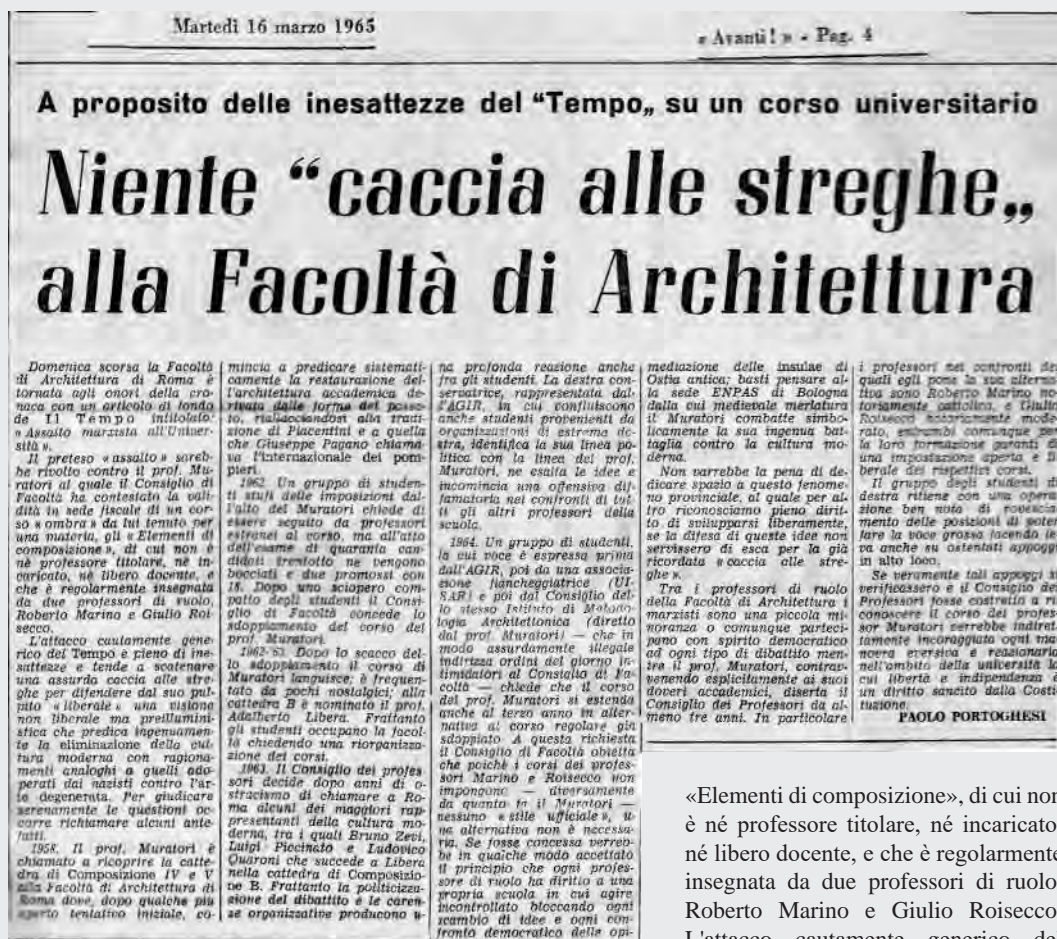 Martedì 16 marzo 1965
« Avanti! » - Pag. 4
A proposito delle inesattezze del "Tempo„ su un corso universitario
Niente "caccia alle streghe„
alla Facoltà di Architettura
Domenica scorsa la Facoltà
di Architettura di Roma è
tornata agli onori della cro-
naca con un articolo di fondo
de Il Tempo intitolato:
« Assalto marxista all'Univer-
sità ».
Il preteso « assalto » sareb-
be rivolto contro il prof. Mu-
ratori al quale il Consiglio di
Facoltà ha contestato la vali-
dità in sede fiscale di un cor-
so « ombra » da lui tenuto per
una materia, gli « Elementi di
composizione », di cui non è
nè professore titolare, nè in-
caricato, nè libero docente, e
che è regolarmente insegnata
da due professori di ruolo,
Roberto Marino e Giulio Roi-
secco.
L'attacco cautamente gene-
rico del Tempo è pieno di ine-
sattezze e tende a scatenare
una assurda caccia alle stre-
ghe per difendere dal suo pul-
pito « liberale » una visione
non liberale ma preillumini-
stica che predica ingenuamen-
te la eliminazione della cul-
tura moderna con ragiona-
menti analoghi a quelli ado-
perati dai nazisti contro l'ar-
te degenerata. Per giudicare
serenamente le questioni oc-
corre richiamare alcuni ante-
fatti.
1958. Il prof. Muratori è
chiamato a ricoprire la catte-
dra di Composizione IV e V
alla Facoltà di Architettura di
Roma dove, dopo qualche più
aperto tentativo iniziale, co-
mincia a predicare sistemati-
camente la restaurazione del-
l'architettura accademica de-
rivata dalle forme del passa-
to, riallacciandosi alla tradi-
zione di Piacentini e a quella
che Giuseppe Pagano chiama-
va l'internazionale dei pom-
pieri.
1962. Un gruppo di studen-
ti stufi delle imposizioni dal-
l'alto del Muratori chiede di
essere seguito da professori
estranei al corso, ma all'atto
dell'esame di quaranta can-
didati trentotto ne vengono
bocciati e due promossi con
18. Dopo uno sciopero com-
patto degli studenti il Consi-
glio di Facoltà concede lo
sdoppiamento del corso del
prof. Muratori.
1962-63. Dopo lo scacco del-
lo sdoppiamento il corso di
Muratori languisce; è frequen-
tato da pochi nostalgici; alla
cattedra B è nominato il prof.
Adalberto Libera. Frattanto
gli studenti occupano la facol-
tà chiedendo una riorganizza-
zione dei corsi.
1963. Il Consiglio dei profes-
sori decide dopo anni di o-
stracismo di chiamare a Ro-
ma alcuni dei maggiori rap-
presentanti della cultura mo-
derna, tra i quali Bruno Zevi,
Luigi Piccinato e Ludovico
Quaroni che succede a Libera
nella cattedra di Composizio-
ne B. Frattanto la politicizza-
zione del dibattito e le caren-
ze organizzative producono u-
na profonda reazione anche
fra gli studenti. La destra con-
servatrice, rappresentata dal-
l'AGIR, in cui confluiscono
anche studenti provenienti da
organizzazioni di estrema de-
stra, identifica la sua linea po-
litica con la linea del prof.
Muratori, ne esalta le idee e
incomincia una offensiva dif-
famatoria nei confronti di tut-
ti gli altri professori della
scuola.
1964. Un gruppo di studenti,
la cui voce è espressa prima
dall'AGIR, poi da una associa-
zione fiancheggiatrice (UI-
SAR) e poi dal Consiglio del-
lo stesso Istituto di Metodo-
logia Architettonica (diretto
dal prof Muratori) — che in
modo assurdamente illegale
indirizza ordini del giorno in-
timidatori al Consiglio di Fa-
coltà — chiede che il corso
del prof. Muratori si estenda
anche al terzo anno in alter-
nativa al corso regolare già
sdoppiato A questa richiesta
il Consiglio di Facoltà obietta
che poichè i corsi dei profes-
sori Marino e Roisecco non
impongono — diversamente
da quanto fa il Muratori —
nessuno « stile ufficiale », u-
na alternativa non è necessa-
ria. Se fosse concessa verreb-
be in qualche modo accettato
il principio che ogni profes-
sore di ruolo ha diritto a una
propria scuola in cui agire
incontrollato bloccando ogni
scambio di idee e ogni con-
fronto democratico delle opi-
mediazione delle insulae di
Ostia antica; basti pensare al-
la sede ENPAS di Bologna
dalla cui medievale merlatura
il Muratori combatte simbo-
licamente la sua ingenua bat-
taglia contro la cultura mo-
derna.
Non varrebbe la pena di de-
dicare spazio a questo fenome-
no provinciale, al quale per al-
tro riconosciamo pieno dirit-
to di svilupparsi liberamente,
se la difesa di queste idee non
servissero di esca per la già
ricordata « caccia alle stre-
ghe ».
Tra i professori di ruolo
della Facoltà di Architettura i
marxisti sono una piccola mi-
noranza o comunque parteci-
pano con spirito democratico
ad ogni tipo di dibattito men-
tre il prof. Muratori, contrav-
venendo esplicitamente ai suoi
doveri accademici, diserta il
Consiglio dei Professori da al-
meno tre anni. In particolare
i professori nei confronti dei
quali egli pone la sua alterna-
tiva sono Roberto Marino no-
toriamente cattolico, e Giulio
Roisecco notoriamente mode-
rato, entrambi comunque per
la loro formazione garanti di
una impostazione aperta e li-
berale dei rispettivi corsi.
Il gruppo degli studenti di
destra ritiene con una opera-
zione ben nota di rovescia-
mento delle posizioni di poter
fare la voce grossa facendo le-
va anche su ostentati appoggi
in alto loco.
Se veramente tali appoggi si
verificassero e il Consiglio dei
Professori fosse costretto a ri-
conoscere il corso del profes-
sor Muratori verrebbe indiret-
tamente incoraggiata ogni ma-
novra eversiva e reazionaria
nell'ambito della università la
cui libertà e indipendenza è
un diritto sancito dalla Costi-
tuzione.
PAOLO PORTOGHESI
«Elementi di composizione», di cui non
è né professore titolare, né incaricato
né libero docente, e che è regolarmente
insegnata da due professori di ruolo
Roberto Marino e Giulio Roisecco
L'attacco cautamente generico de